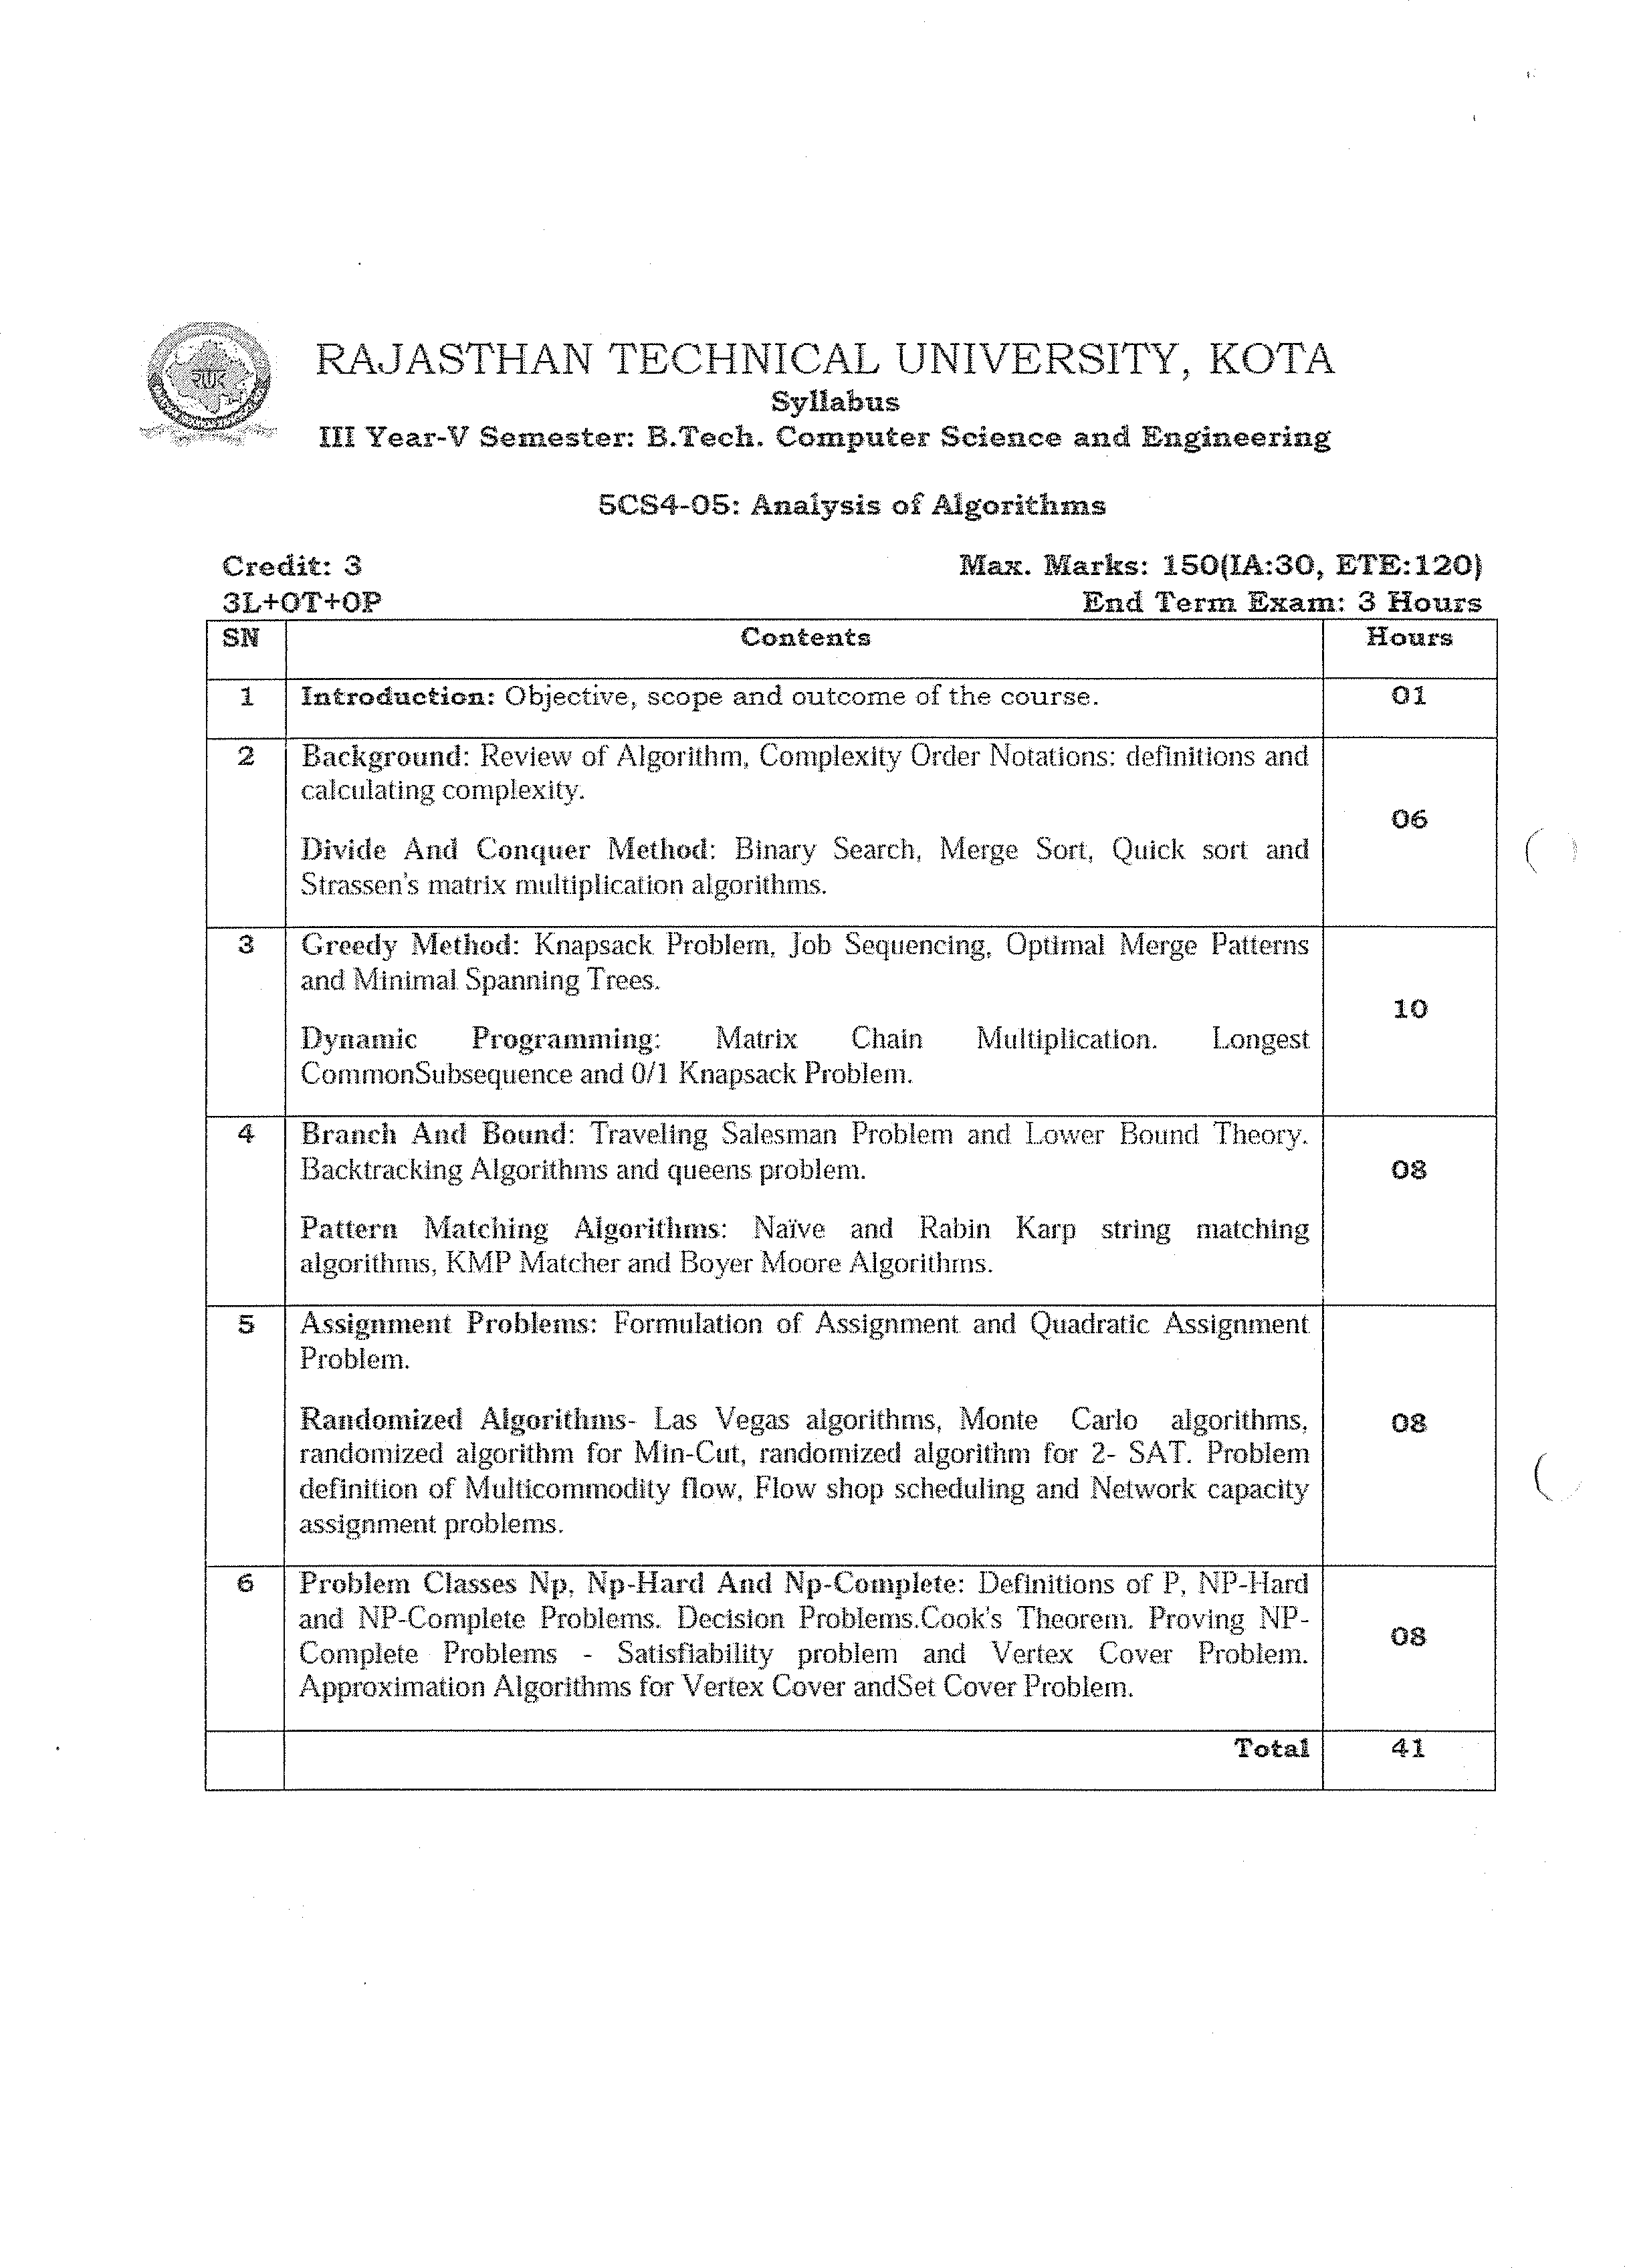 RAJASTHAN TECHNICAL UNIVERSITY, KOTA
Syllabus
III Year-V Semester: B.Tech. Computer Science and Engineering
5CS4-05: Analysis of Algorithms
Credit: 3
Max. Marks: 150(IA:30, ETE:120)
3L+0T+0P
End Term Exam: 3 Hours
SN Contents Hours
1 Introduction: Objective, scope and outcome of the course. 01
2 Background: Review of Algorithm, Complexity Order Notations: definitions and
calculating complexity.
06
Divide And Conquer Method: Binary Search, Merge Sort, Quick sort and
Strassen's matrix multiplication algorithms.
3 Greedy Method: Knapsack Problem, Job Sequencing, Optimal Merge Patterns
and Minimal Spanning Trees.
10
Dynamic Programming: Matrix Chain Multiplication. Longest
CommonSubsequence and 0/1 Knapsack Problem.
4 Branch And Bound: Traveling Salesman Problem and Lower Bound Theory.
Backtracking Algorithms and queens problem. 08
Pattern Matching Algorithms: Naïve and Rabin Karp string matching
algorithms, KMP Matcher and Boyer Moore Algorithms.
5 Assignment Problems: Formulation of Assignment and Quadratic Assignment
Problem.
Randomized Algorithms- Las Vegas algorithms, Monte Carlo algorithms, 08
randomized algorithm for Min-Cut, randomized algorithm for 2- SAT. Problem
definition of Multicommodity flow, Flow shop scheduling and Network capacity
assignment problems.
6 Problem Classes Np, Np-Hard And Np-Complete: Definitions of P, NP-Hard
and NP-Complete Problems. Decision Problems.Cook's Theorem. Proving NP-
08
Complete Problems - Satisfiability problem and Vertex Cover Problem.
Approximation Algorithms for Vertex Cover andSet Cover Problem.
Total 41